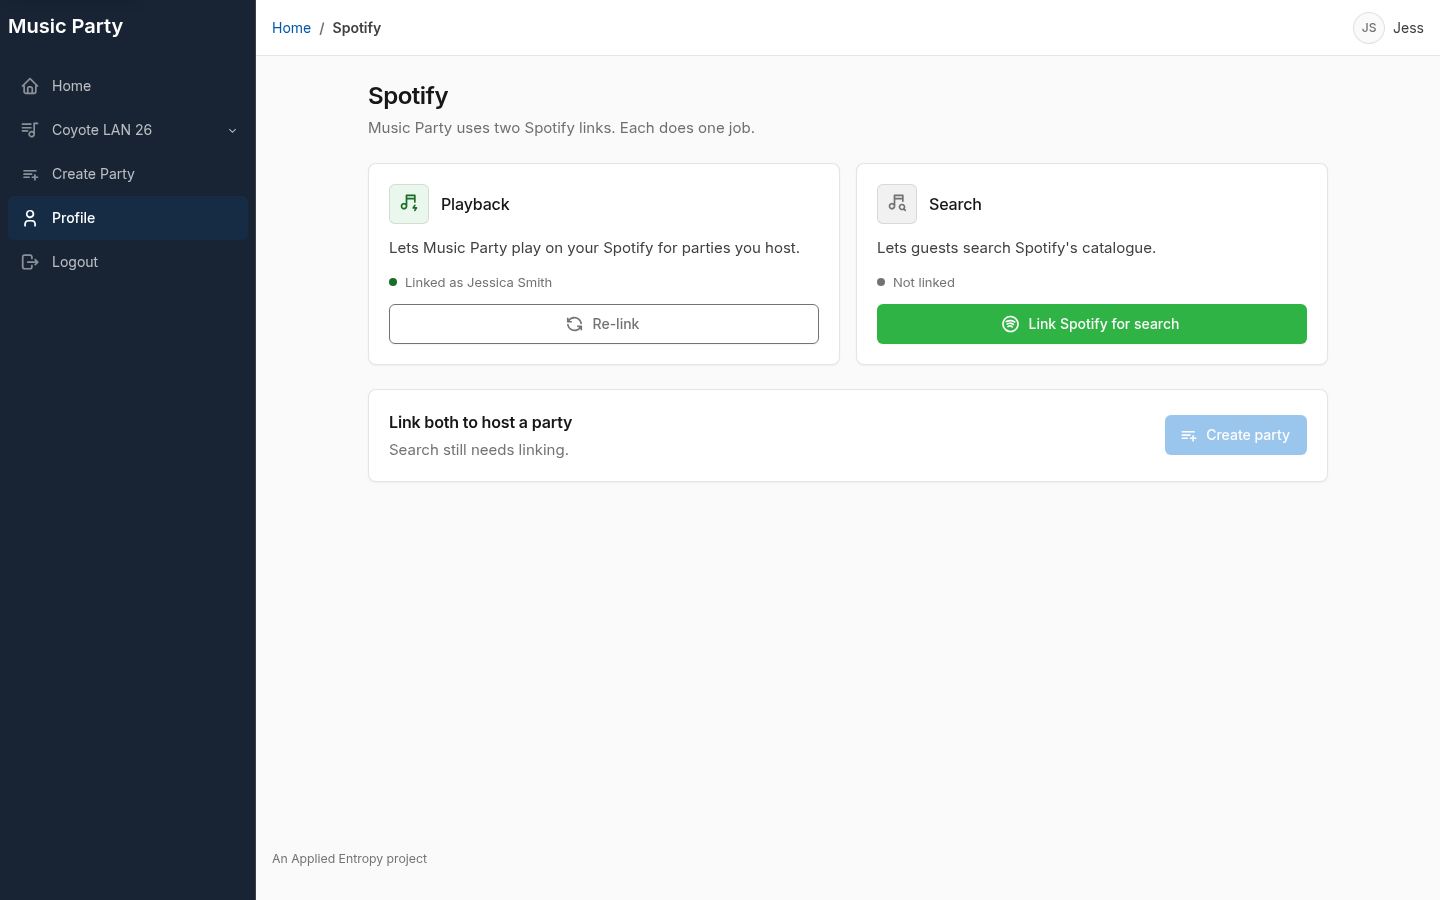 Music Party
Home / Spotify
JS Jess
Home
Coyote LAN 26
Create Party
Profile
Logout
Spotify
Music Party uses two Spotify links. Each does one job.
Playback
Lets Music Party play on your Spotify for parties you host.
Linked as Jessica Smith
Re-link
Search
Lets guests search Spotify's catalogue.
Not linked
Link Spotify for search
Link both to host a party
Search still needs linking.
Create party
An Applied Entropy project